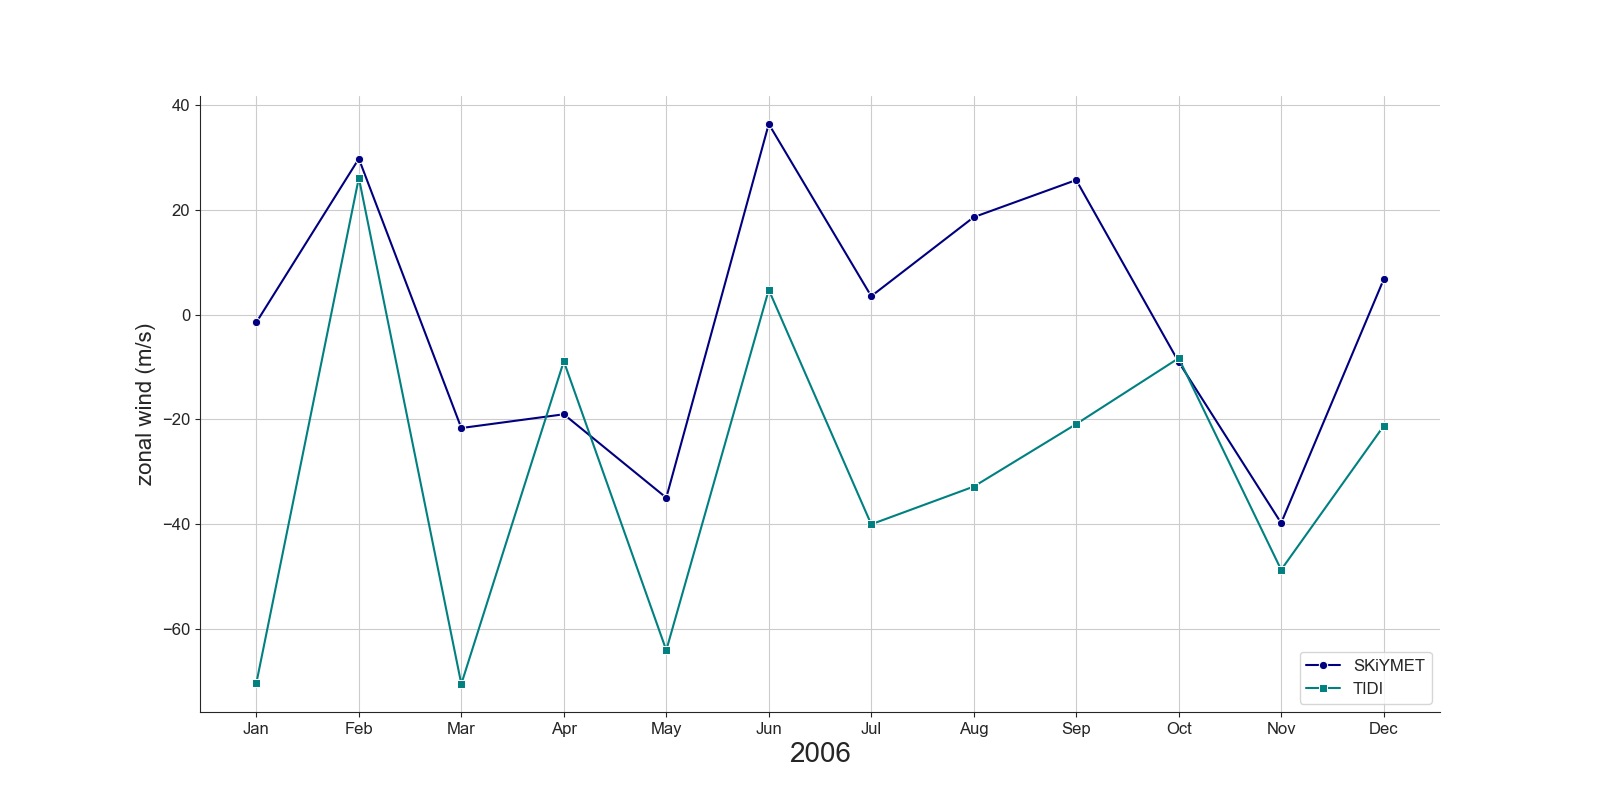 40
20
0
−20
−40
−60
zonal wind (m/s)
Jan Feb Mar Apr May Jun Jul Aug Sep Oct Nov Dec
2006
SKiYMET
TIDI